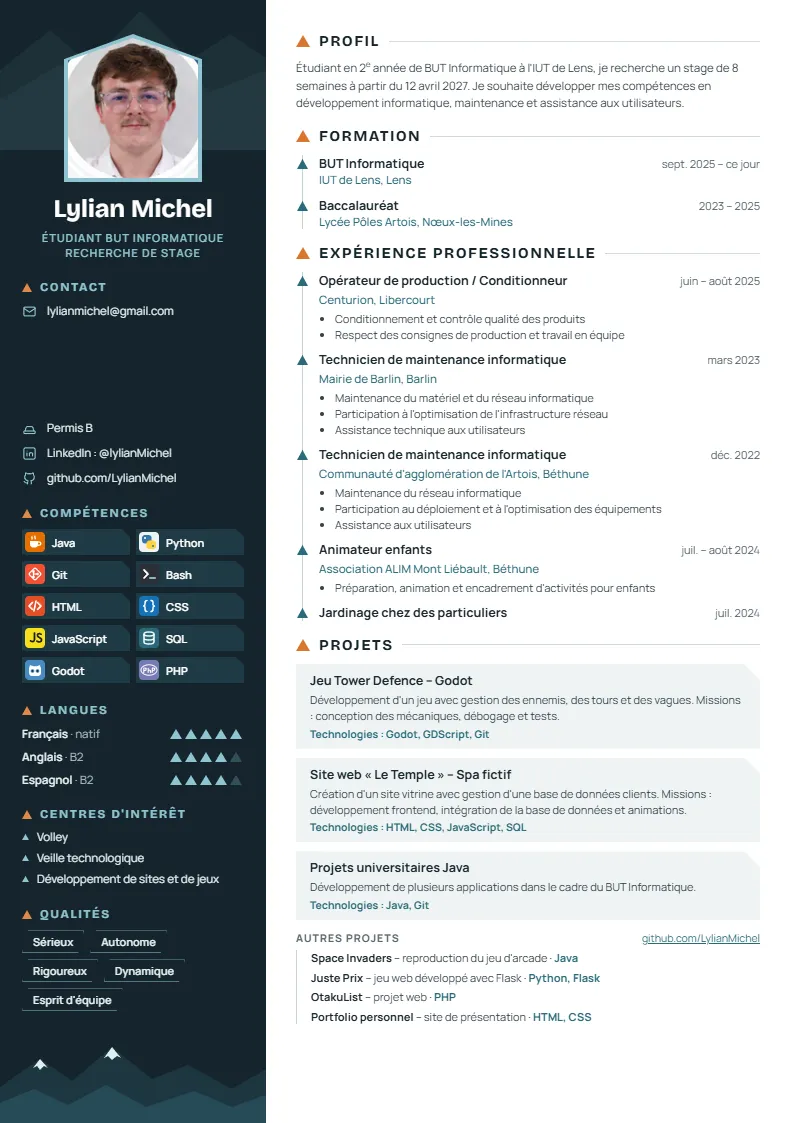 Lylian Michel
ÉTUDIANT BUT INFORMATIQUE
RECHERCHE DE STAGE
CONTACT
lylianmichel@gmail.com
Permis B
LinkedIn : @lylianMichel
github.com/LylianMichel
COMPÉTENCES
Java
Python
Git
Bash
HTML
CSS
JS JavaScript
SQL
Godot
PHP PHP
LANGUES
Français · natif
Anglais · B2
Espagnol · B2
CENTRES D'INTÉRÊT
Volley
Veille technologique
Développement de sites et de jeux
QUALITÉS
Sérieux
Autonome
Rigoureux
Dynamique
Esprit d'équipe
PROFIL
Étudiant en 2e année de BUT Informatique à l'IUT de Lens, je recherche un stage de 8
semaines à partir du 12 avril 2027. Je souhaite développer mes compétences en
développement informatique, maintenance et assistance aux utilisateurs.
FORMATION
BUT Informatique sept. 2025 – ce jour
IUT de Lens, Lens
Baccalauréat 2023 – 2025
Lycée Pôles Artois, Nœux-les-Mines
EXPÉRIENCE PROFESSIONNELLE
Opérateur de production / Conditionneur juin – août 2025
Centurion, Libercourt
• Conditionnement et contrôle qualité des produits
• Respect des consignes de production et travail en équipe
Technicien de maintenance informatique mars 2023
Mairie de Barlin, Barlin
• Maintenance du matériel et du réseau informatique
• Participation à l'optimisation de l'infrastructure réseau
• Assistance technique aux utilisateurs
Technicien de maintenance informatique déc. 2022
Communauté d'agglomération de l'Artois, Béthune
• Maintenance du réseau informatique
• Participation au déploiement et à l'optimisation des équipements
• Assistance aux utilisateurs
Animateur enfants juil. – août 2024
Association ALIM Mont Liébault, Béthune
• Préparation, animation et encadrement d'activités pour enfants
Jardinage chez des particuliers juil. 2024
PROJETS
Jeu Tower Defence – Godot
Développement d'un jeu avec gestion des ennemis, des tours et des vagues. Missions
: conception des mécaniques, débogage et tests.
Technologies : Godot, GDScript, Git
Site web « Le Temple » – Spa fictif
Création d'un site vitrine avec gestion d'une base de données clients. Missions :
développement frontend, intégration de la base de données et animations.
Technologies : HTML, CSS, JavaScript, SQL
Projets universitaires Java
Développement de plusieurs applications dans le cadre du BUT Informatique.
Technologies : Java, Git
AUTRES PROJETS github.com/LylianMichel
Space Invaders – reproduction du jeu d'arcade · Java
Juste Prix – jeu web développé avec Flask · Python, Flask
OtakuList – projet web · PHP
Portfolio personnel – site de présentation · HTML, CSS